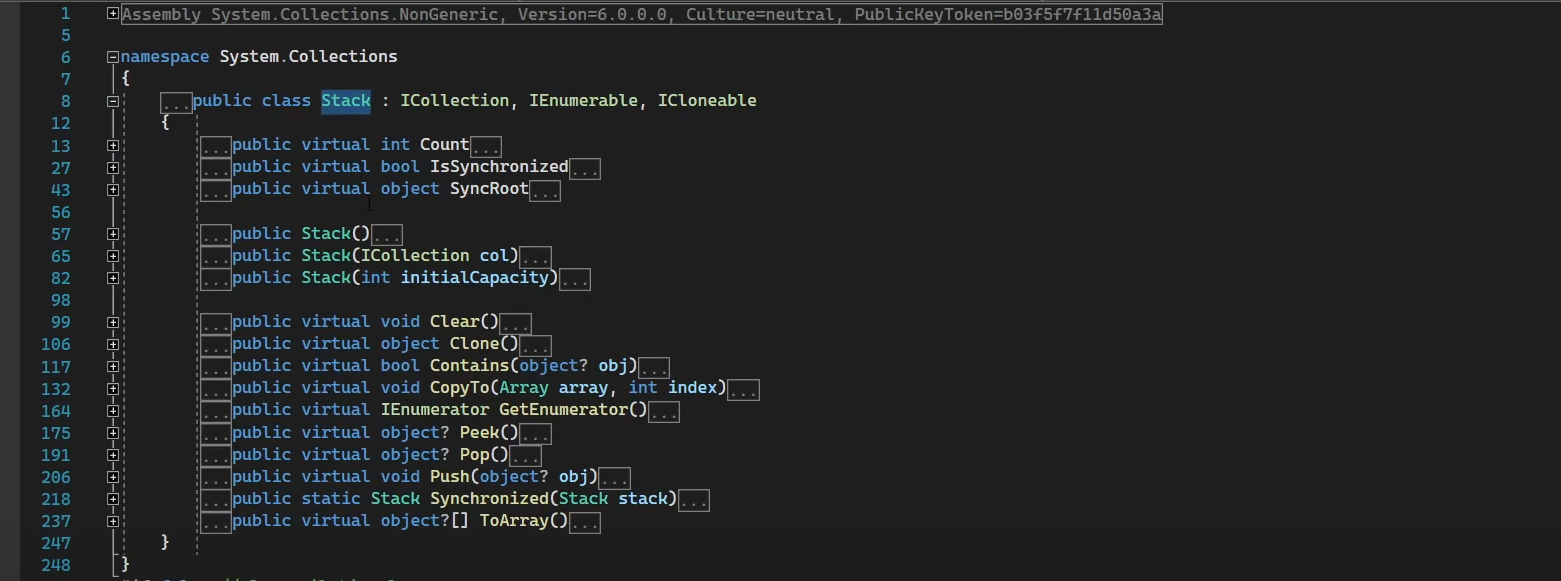 1 Assembly System.Collections.NonGeneric, Version=6.0.0.0, Culture=neutral, PublicKeyToken=b03f5f7f11d50a3a
5
6 namespace System.Collections
7 {
8 ...public class Stack : ICollection, IEnumerable, ICloneable
12 {
13 ...public virtual int Count...
27 ...public virtual bool IsSynchronized...
43 ...public virtual object SyncRoot...
56
57 ...public Stack()...
65 ...public Stack(ICollection col)...
82 ...public Stack(int initialCapacity)...
98
99 ...public virtual void Clear()...
106 ...public virtual object Clone()...
117 ...public virtual bool Contains(object? obj)...
132 ...public virtual void CopyTo(Array array, int index)...
164 ...public virtual IEnumerator GetEnumerator()...
175 ...public virtual object? Peek()...
191 ...public virtual object? Pop()...
206 ...public virtual void Push(object? obj)...
218 ...public static Stack Synchronized(Stack stack)...
237 ...public virtual object?[] ToArray()...
247 }
248 }